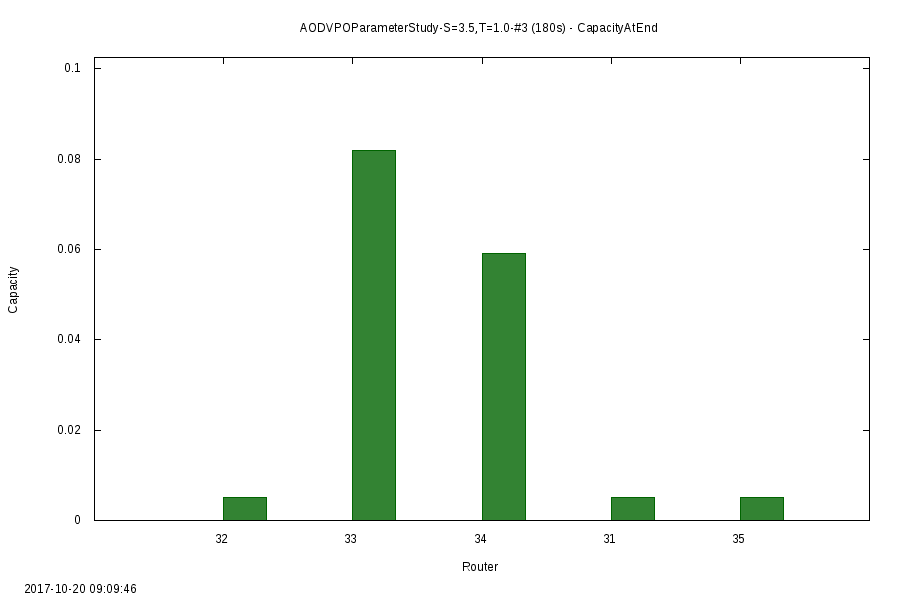 AODVPOParameterStudy-S=3.5,T=1.0-#3 (180s) - CapacityAtEnd
0.1
0.08
0.06
0.04
0.02
0
Capacity
32 33 34 31 35
Router
2017-10-20 09:09:46